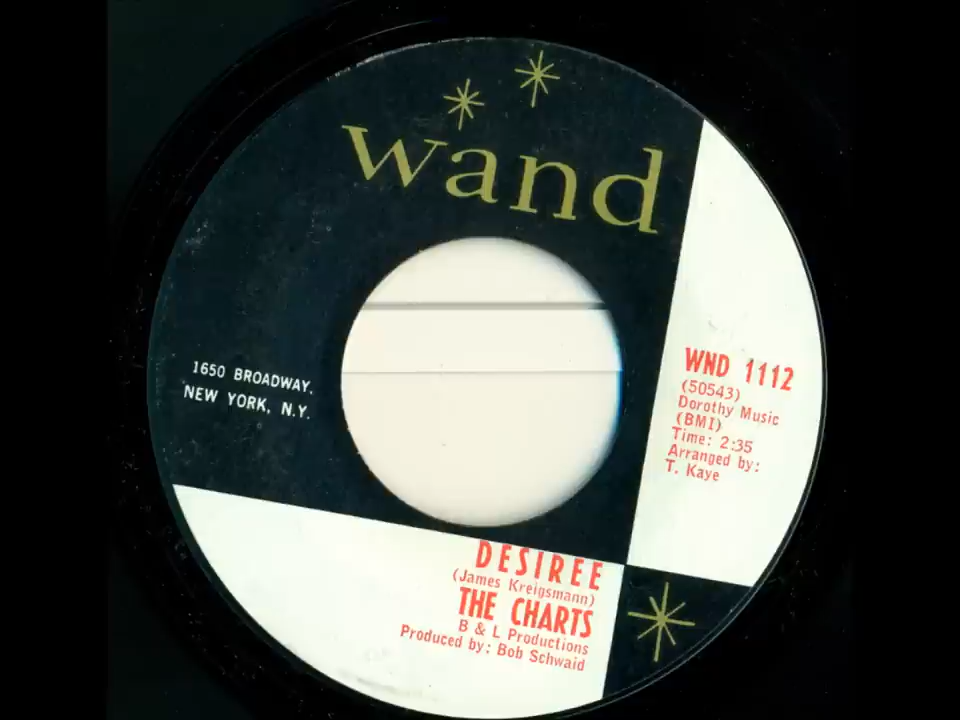 wand
1650 BROADWAY,
NEW YORK, N.Y.
WND 1112
(50543)
Dorothy Music
(BMI)
Time: 2:35
Arranged by:
T. Kaye
DESIREE
(James Kreigsmann)
THE CHARTS
B & L Productions
Produced by: Bob Schwaid